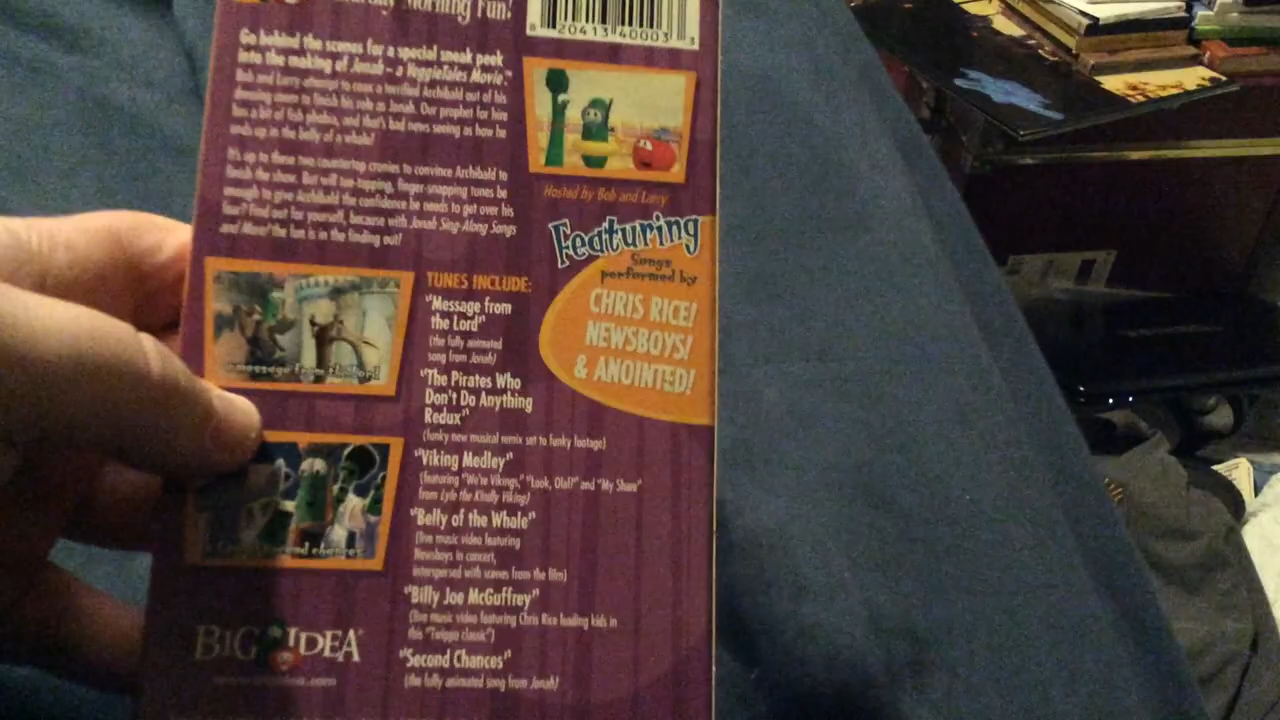 Morning Fun!
8 20413 40003 3
Go behind the scenes for a special sneak peek
into the making of Jonah - a VeggieTales Movie.™
Bob and Larry attempt to coax a terrified Archibald out of his
dressing room to finish his role as Jonah. Our prophet for hire
has a bit of fish phobia, and that's bad news seeing as how he
ends up in the belly of a whale!
It's up to these two countertop cronies to convince Archibald to
finish the show. But will toe-tapping, finger-snapping tunes be
enough to give Archibald the confidence he needs to get over his
fear? Find out for yourself, because with Jonah Sing-Along Songs
and More! the fun is in the finding out!
Hosted by Bob and Larry
Featuring
Songs
performed by
CHRIS RICE!
NEWSBOYS!
& ANOINTED!
message from the Lord
TUNES INCLUDE:
"Message from
the Lord"
(the fully animated
song from Jonah)
"The Pirates Who
Don't Do Anything
Redux"
(funky new musical remix set to funky footage)
"Viking Medley"
(featuring "We're Vikings," "Look, Olaf!" and "My Share"
from Lyle the Kindly Viking)
"Belly of the Whale"
(live music video featuring
Newsboys in concert,
interspersed with scenes from the film)
"Billy Joe McGuffrey"
(live music video featuring Chris Rice leading kids in
this "Twippo classic")
"Second Chances"
(the fully animated song from Jonah)
second chances
BIG IDEA®